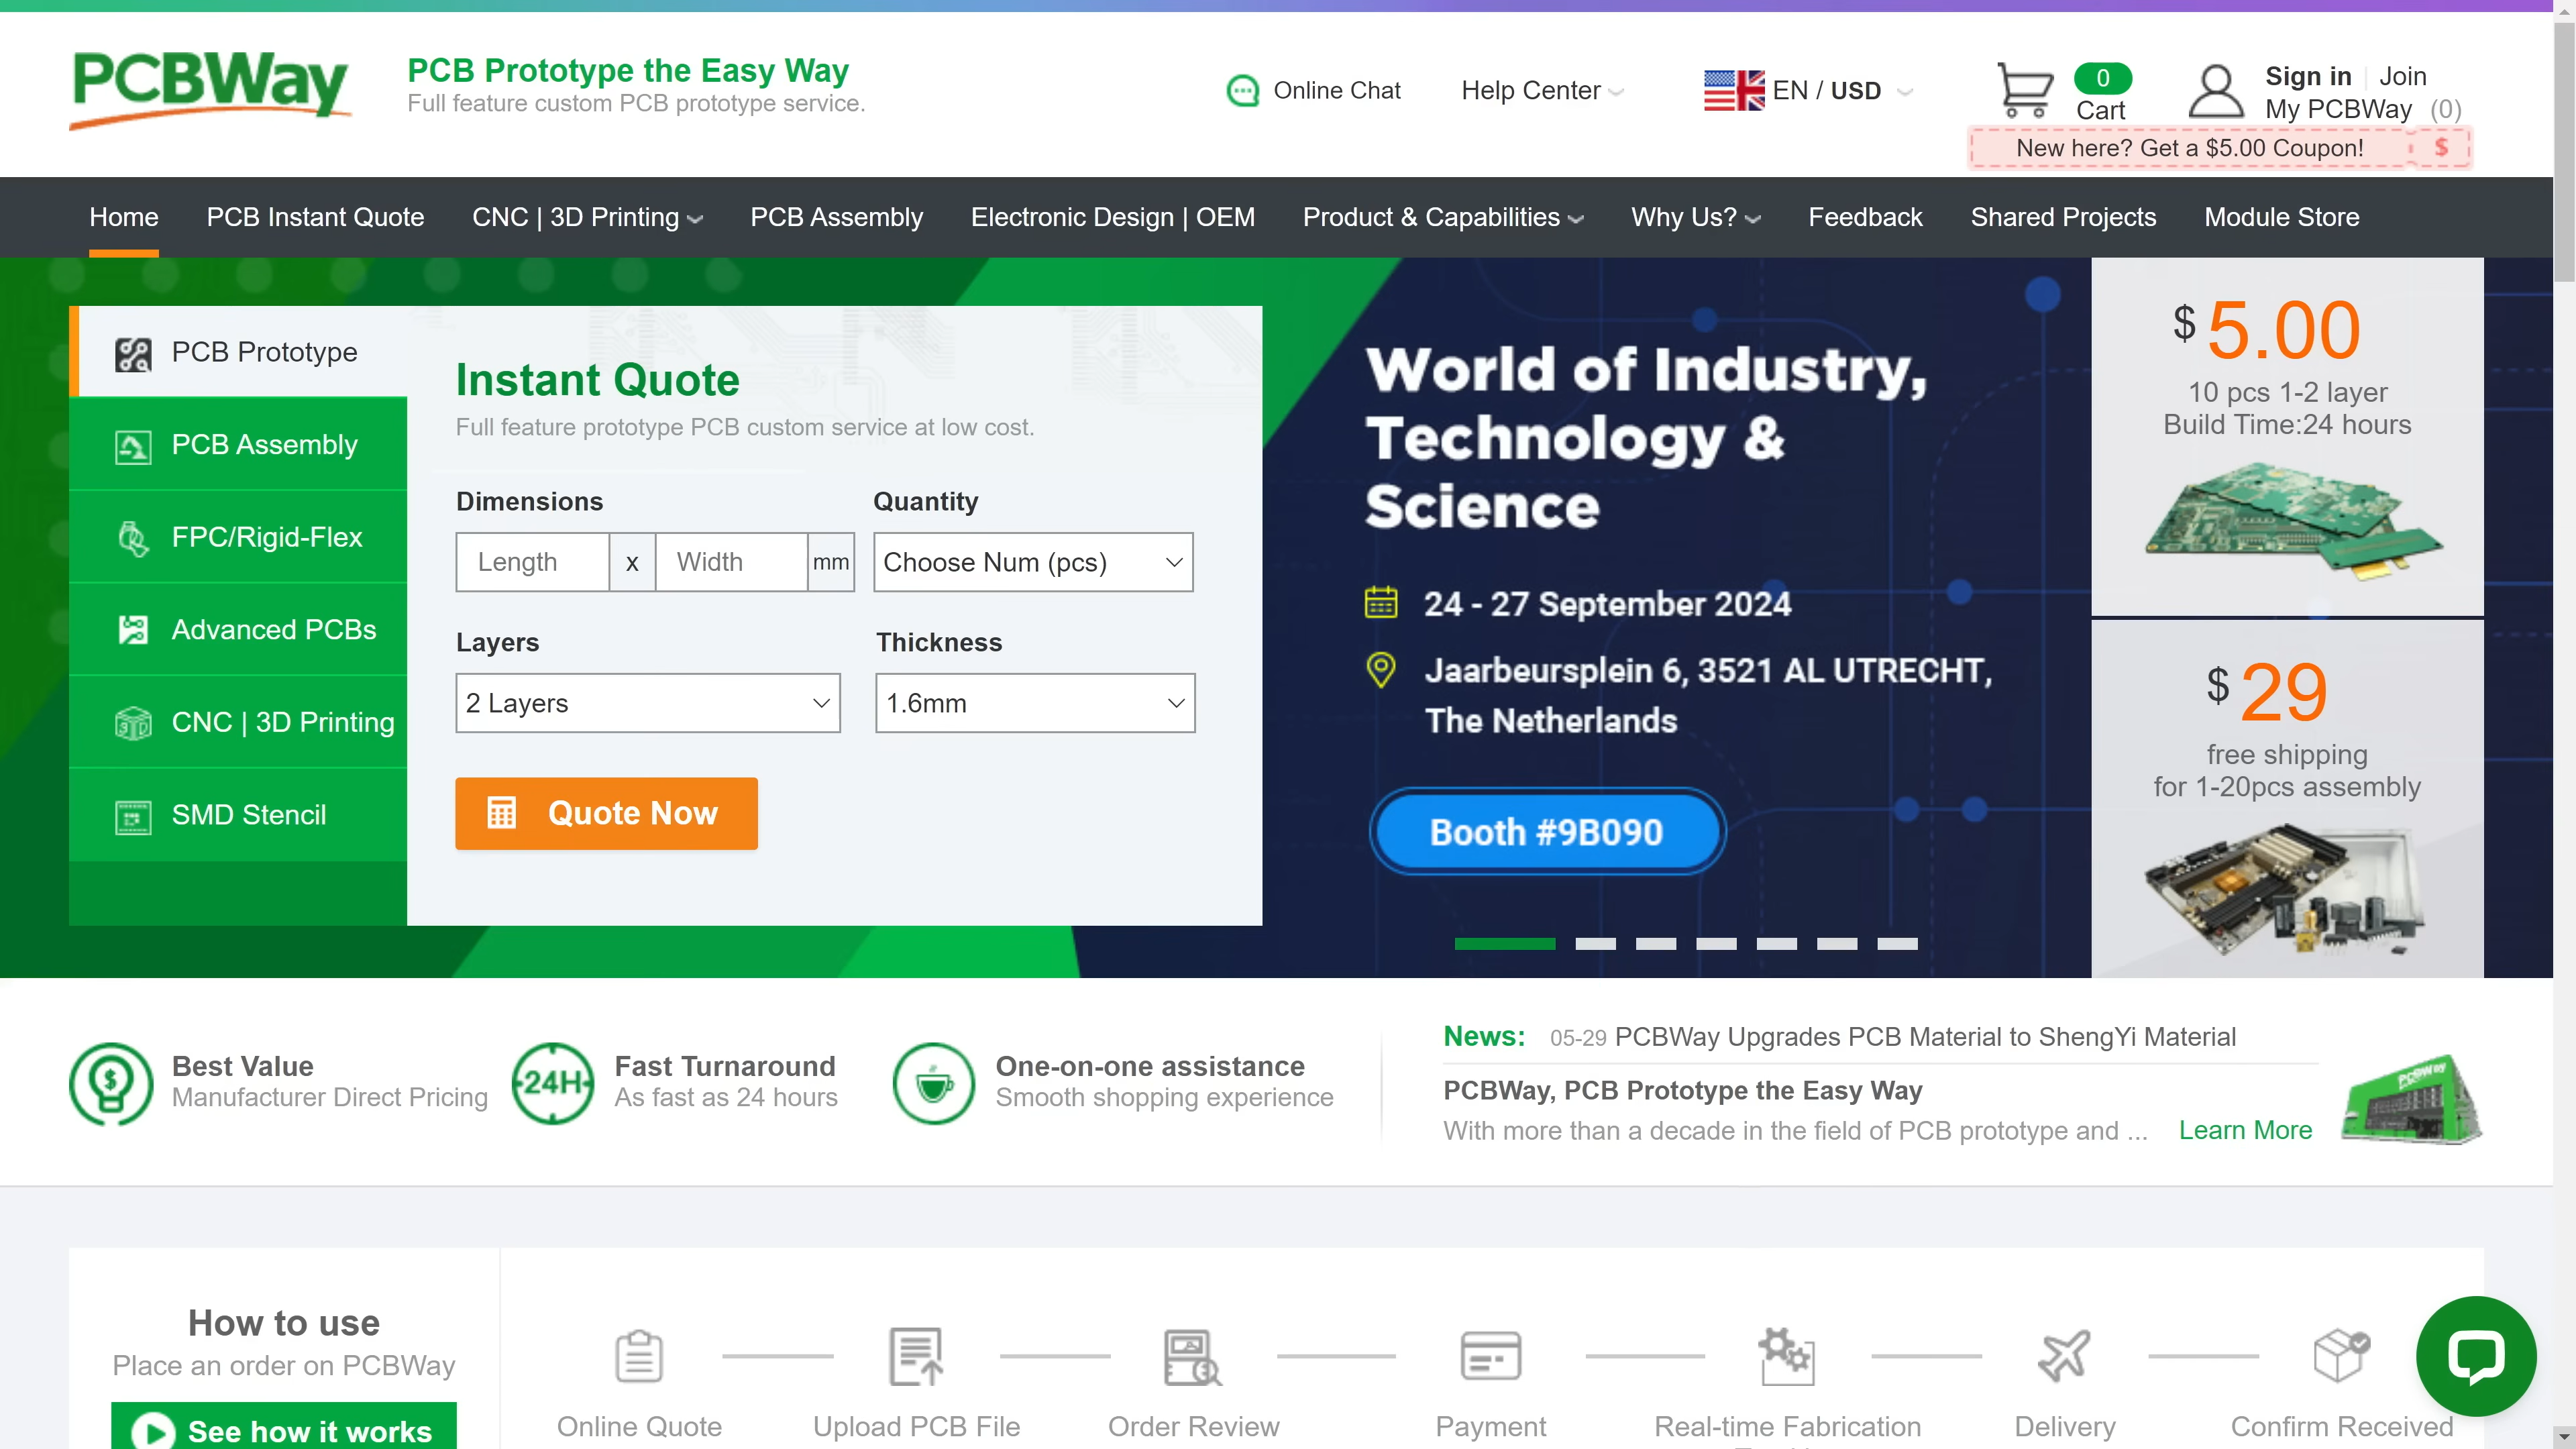 PCBWay
PCB Prototype the Easy Way
Full feature custom PCB prototype service.
Online Chat
Help Center
EN / USD
0
Cart
Sign in
Join
My PCBWay (0)
New here? Get a $5.00 Coupon! $
Home
PCB Instant Quote
CNC | 3D Printing
PCB Assembly
Electronic Design | OEM
Product & Capabilities
Why Us?
Feedback
Shared Projects
Module Store
PCB Prototype
PCB Assembly
FPC/Rigid-Flex
Advanced PCBs
CNC | 3D Printing
SMD Stencil
Instant Quote
Full feature prototype PCB custom service at low cost.
Dimensions
Length x Width mm
Quantity
Choose Num (pcs)
Layers
2 Layers
Thickness
1.6mm
Quote Now
World of Industry,
Technology &
Science
24 - 27 September 2024
Jaarbeursplein 6, 3521 AL UTRECHT,
The Netherlands
Booth #9B090
$ 5.00
10 pcs 1-2 layer
Build Time:24 hours
$ 29
free shipping
for 1-20pcs assembly
Best Value
Manufacturer Direct Pricing
24H
Fast Turnaround
As fast as 24 hours
One-on-one assistance
Smooth shopping experience
News: 05-29 PCBWay Upgrades PCB Material to ShengYi Material
PCBWay, PCB Prototype the Easy Way
With more than a decade in the field of PCB prototype and ... Learn More
PCBWay
How to use
Place an order on PCBWay
See how it works
Online Quote
Upload PCB File
Order Review
Payment
Real-time Fabrication
Delivery
Confirm Received